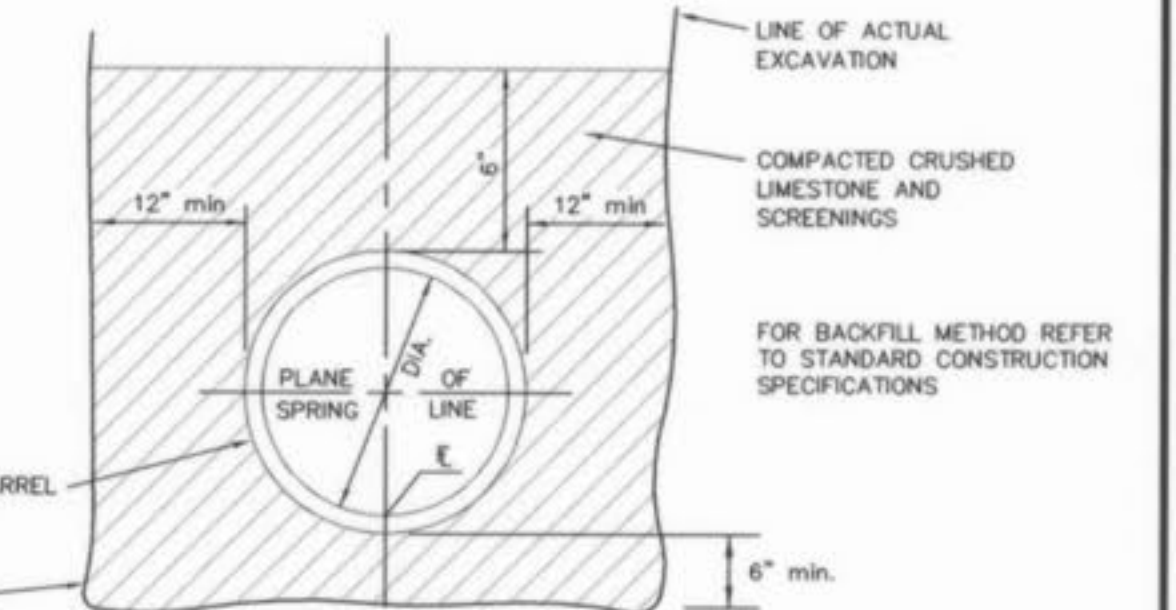 LINE OF ACTUAL
EXCAVATION
6"
COMPACTED CRUSHED
LIMESTONE AND
SCREENINGS
12" min
12" min
FOR BACKFILL METHOD REFER
TO STANDARD CONSTRUCTION
SPECIFICATIONS
DIA.
PLANE OF
SPRING LINE
℄
RREL
6" min.